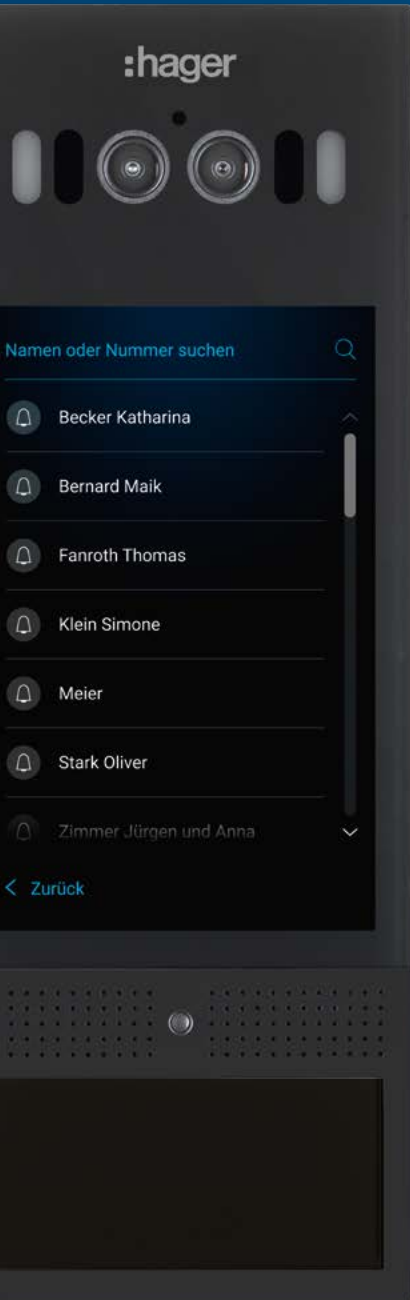 :hager
Namen oder Nummer suchen
Becker Katharina
Bernard Maik
Fanroth Thomas
Klein Simone
Meier
Stark Oliver
Zimmer Jürgen und Anna
Zurück